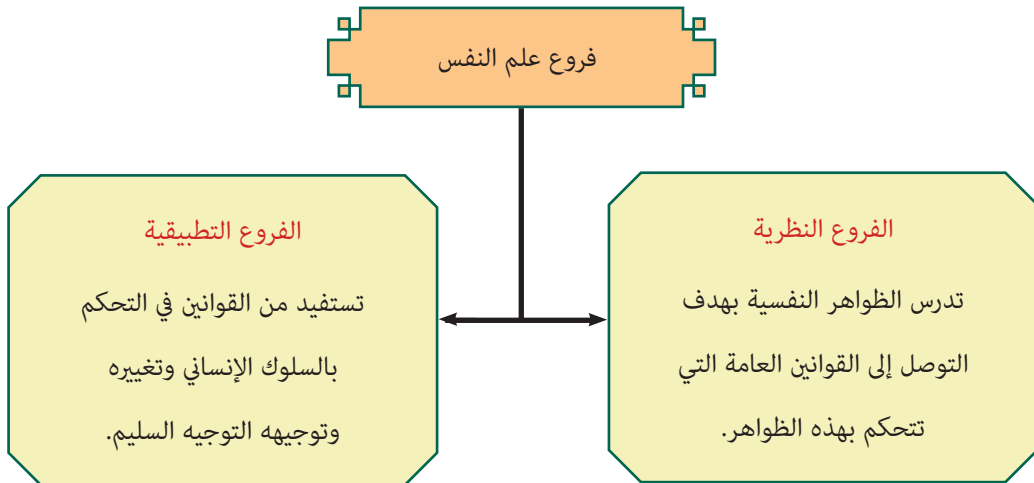 فروع علم النفس
الفروع النظرية
تدرس الظواهر النفسية بهدف
التوصل إلى القوانين العامة التي
تتحكم بهذه الظواهر.
الفروع التطبيقية
تستفيد من القوانين في التحكم
بالسلوك الإنساني وتغييره
وتوجيهه التوجيه السليم.